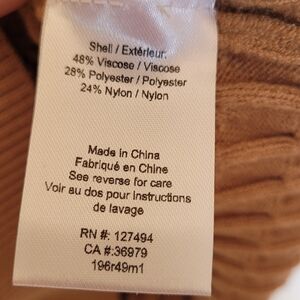 Shell / Extérieur:
48% Viscose / Viscose
28% Polyester / Polyester
24% Nylon / Nylon
Made in China
Fabriqué en Chine
See reverse for care
Voir au dos pour instructions
de lavage
RN #: 127494
CA #:36979
196r49m1